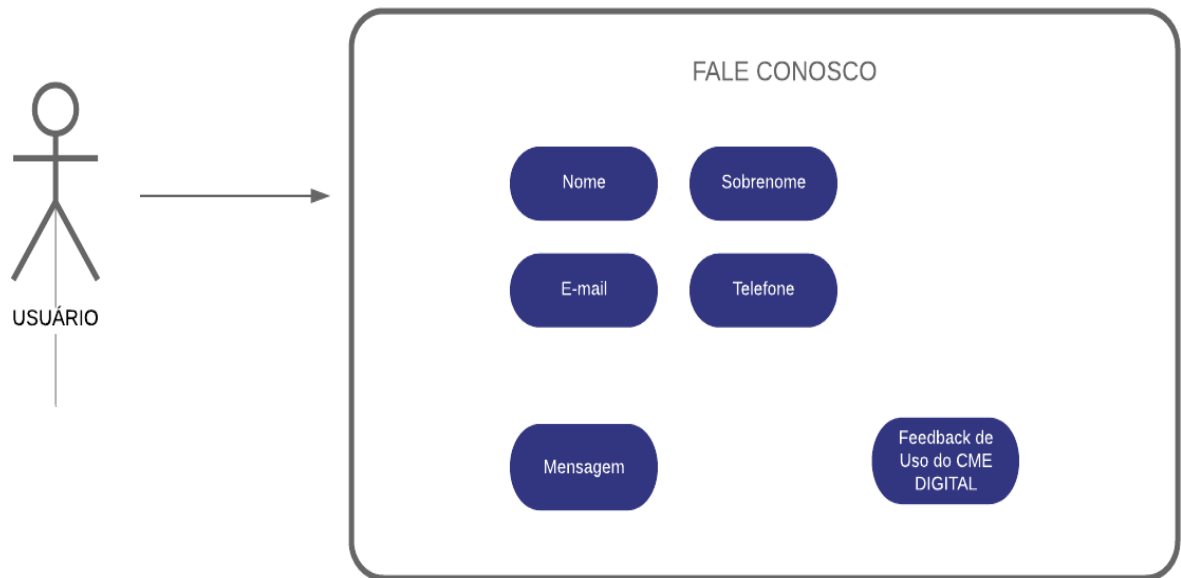 FALE CONOSCO
Nome
Sobrenome
E-mail
Telefone
USUÁRIO
Mensagem
Feedback de
Uso do CME
DIGITAL